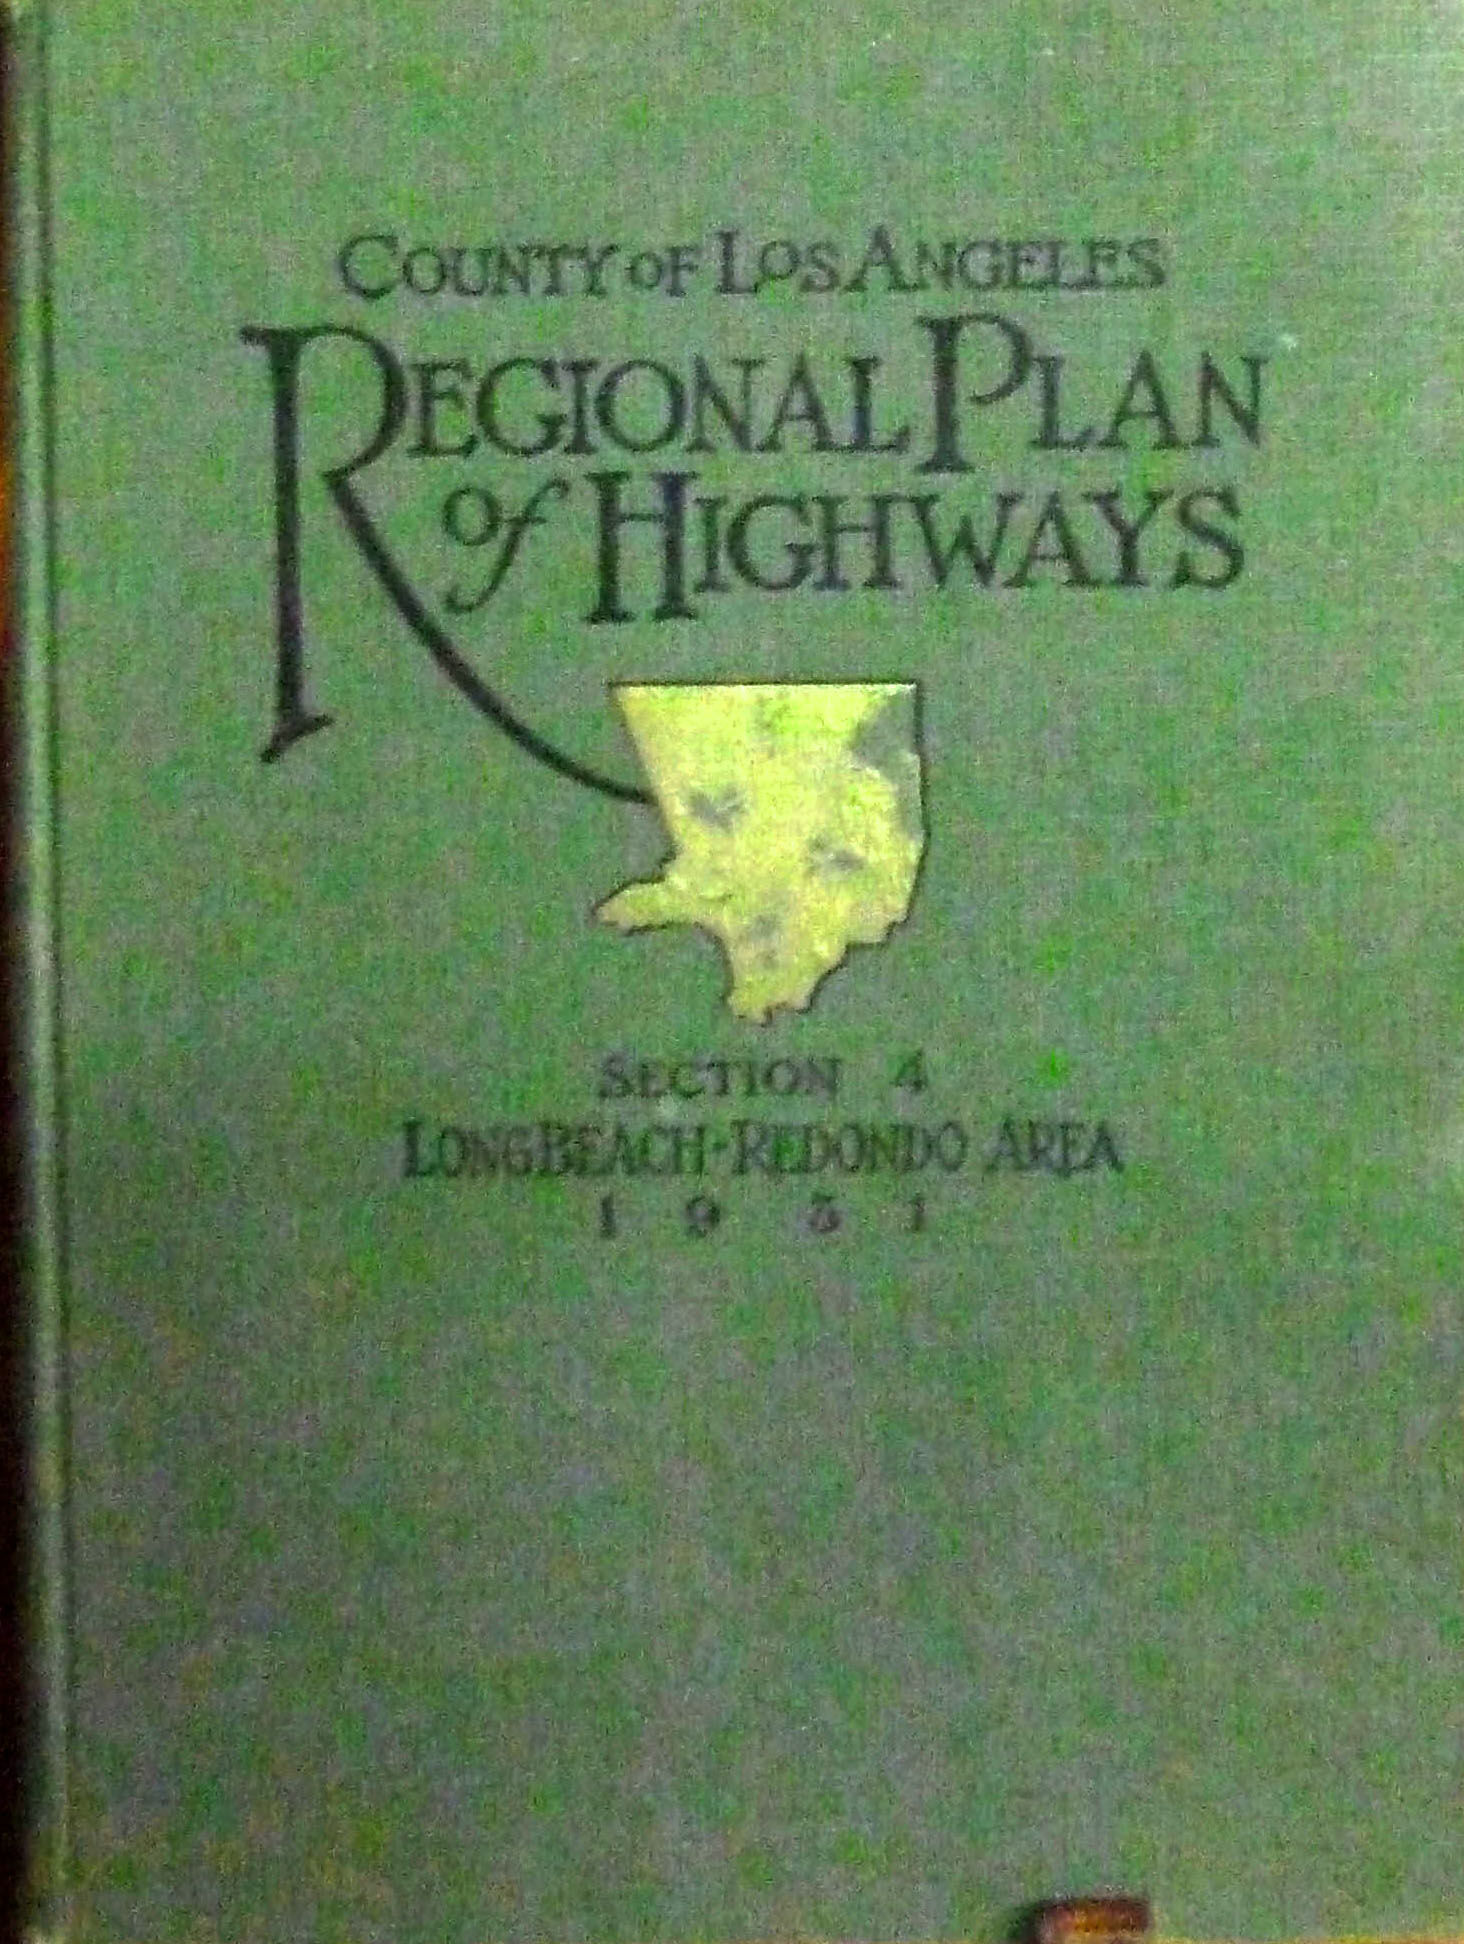 COUNTY OF LOS ANGELES
REGIONAL PLAN
of HIGHWAYS
SECTION 4
LONG BEACH-REDONDO AREA
1931